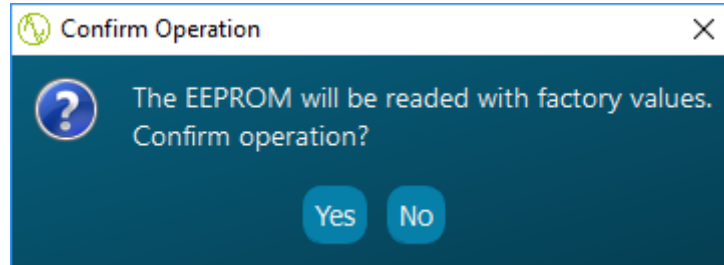 Confirm Operation
The EEPROM will be readed with factory values.
Confirm operation?
Yes No